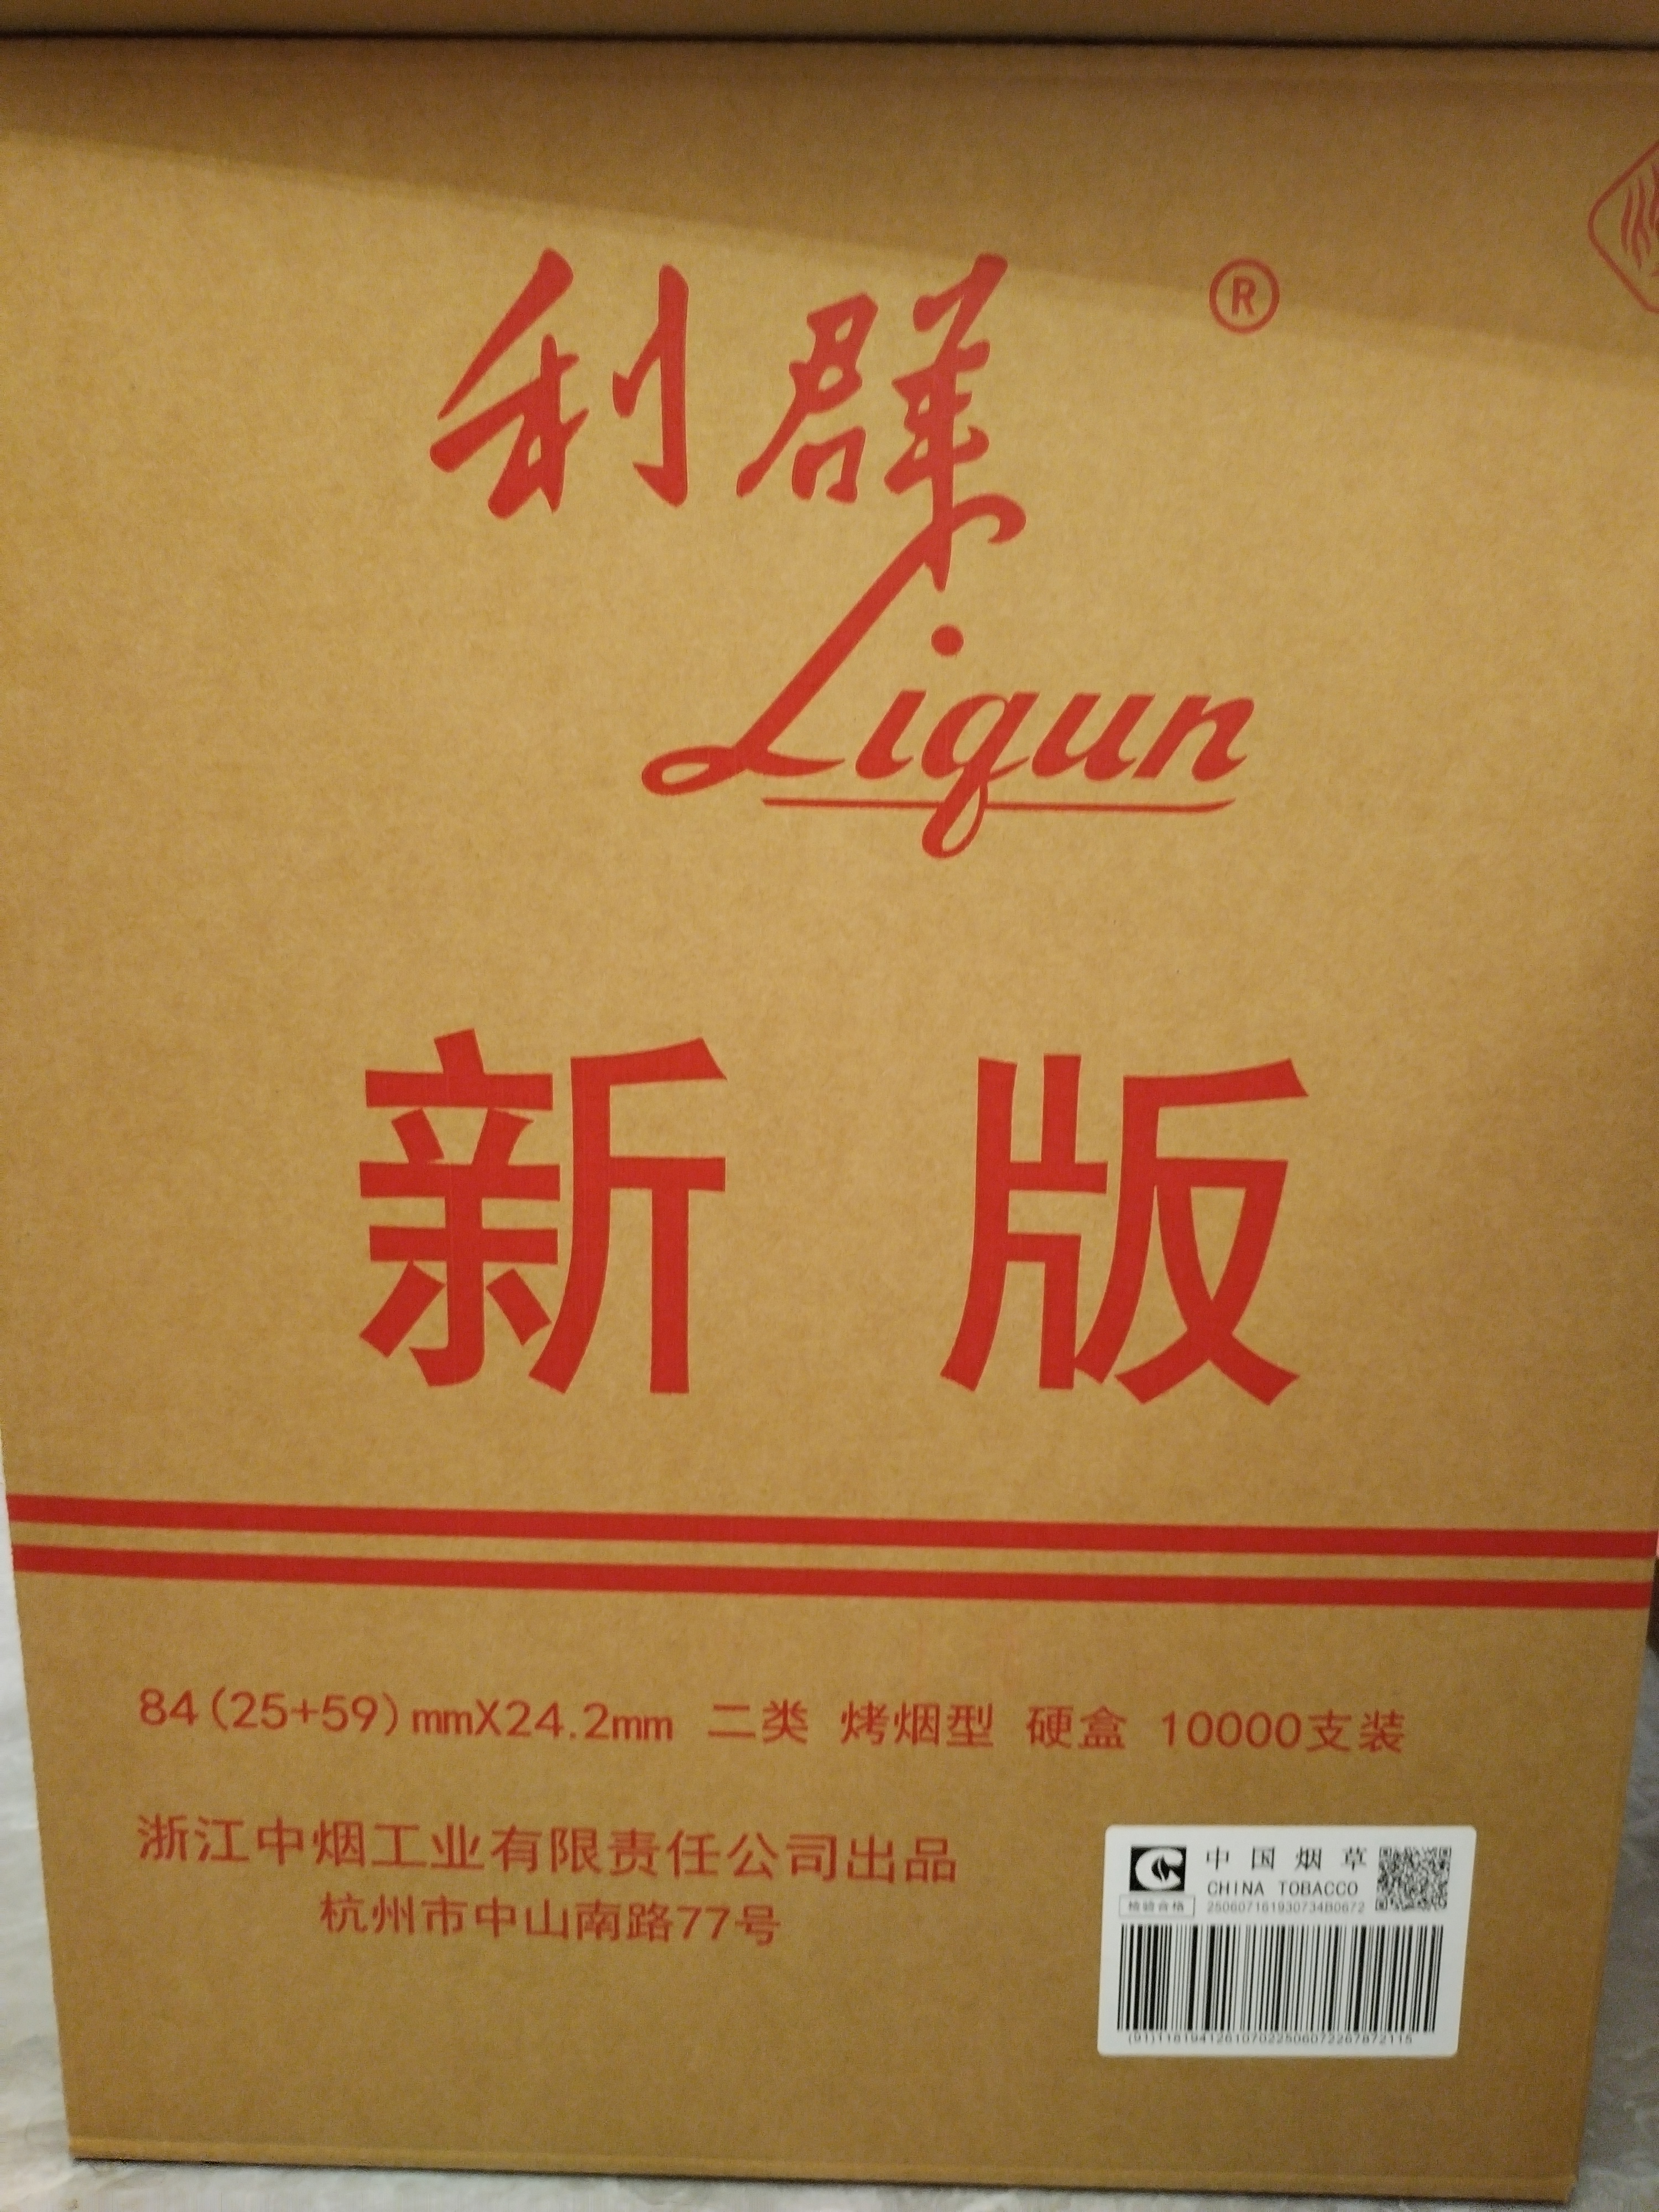 利群 ®
Liqun
新版
84(25+59)mmX24.2mm 二类 烤烟型 硬盒 10000支装
浙江中烟工业有限责任公司出品
杭州市中山南路77号
中国烟草
CHINA TOBACCO
检验合格
250607161930734B0672
(91)118194126107022506072267872115